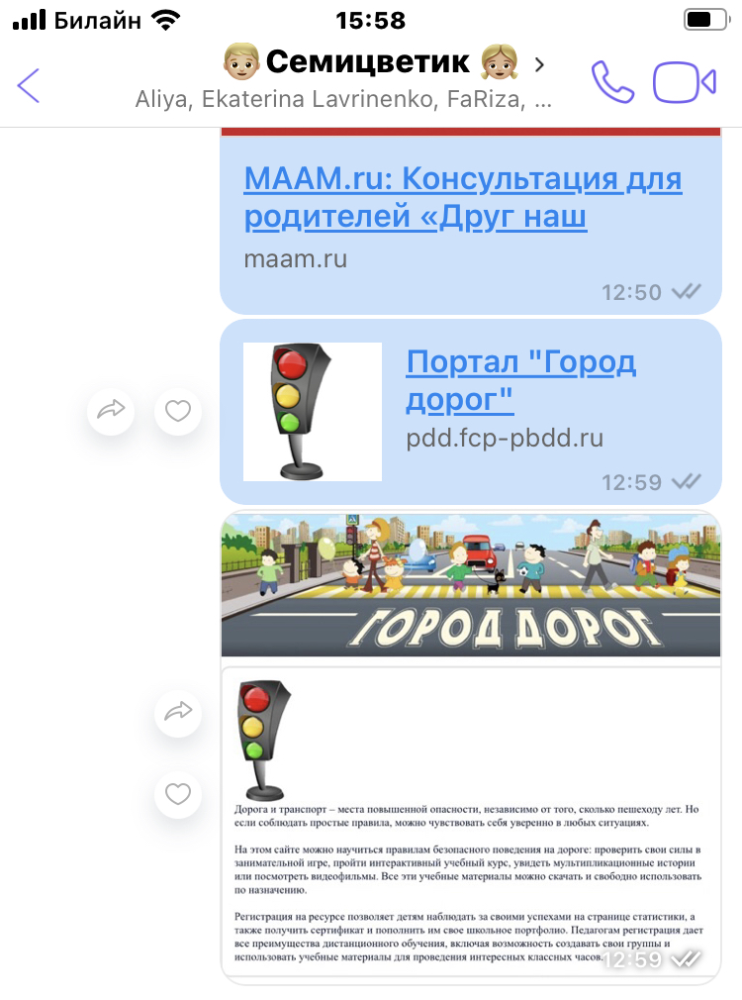 Билайн 15:58
Семицветик
Aliya, Ekaterina Lavrinenko, FaRiza, ...
MAAM.ru: Консультация для
родителей «Друг наш
maam.ru
12:50
Портал "Город
дорог"
pdd.fcp-pbdd.ru
12:59
ГОРОД ДОРОГ
Дорога и транспорт – места повышенной опасности, независимо от того, сколько пешеходу лет. Но
если соблюдать простые правила, можно чувствовать себя уверенно в любых ситуациях.
На этом сайте можно научиться правилам безопасного поведения на дороге: проверить свои силы в
занимательной игре, пройти интерактивный учебный курс, увидеть мультипликационные истории
или посмотреть видеофильмы. Все эти учебные материалы можно скачать и свободно использовать
по назначению.
Регистрация на ресурсе позволяет детям наблюдать за своими успехами на странице статистики, а
также получить сертификат и пополнить им свое школьное портфолио. Педагогам регистрация дает
все преимущества дистанционного обучения, включая возможность создавать свои группы и
использовать учебные материалы для проведения интересных классных часов.
12:59